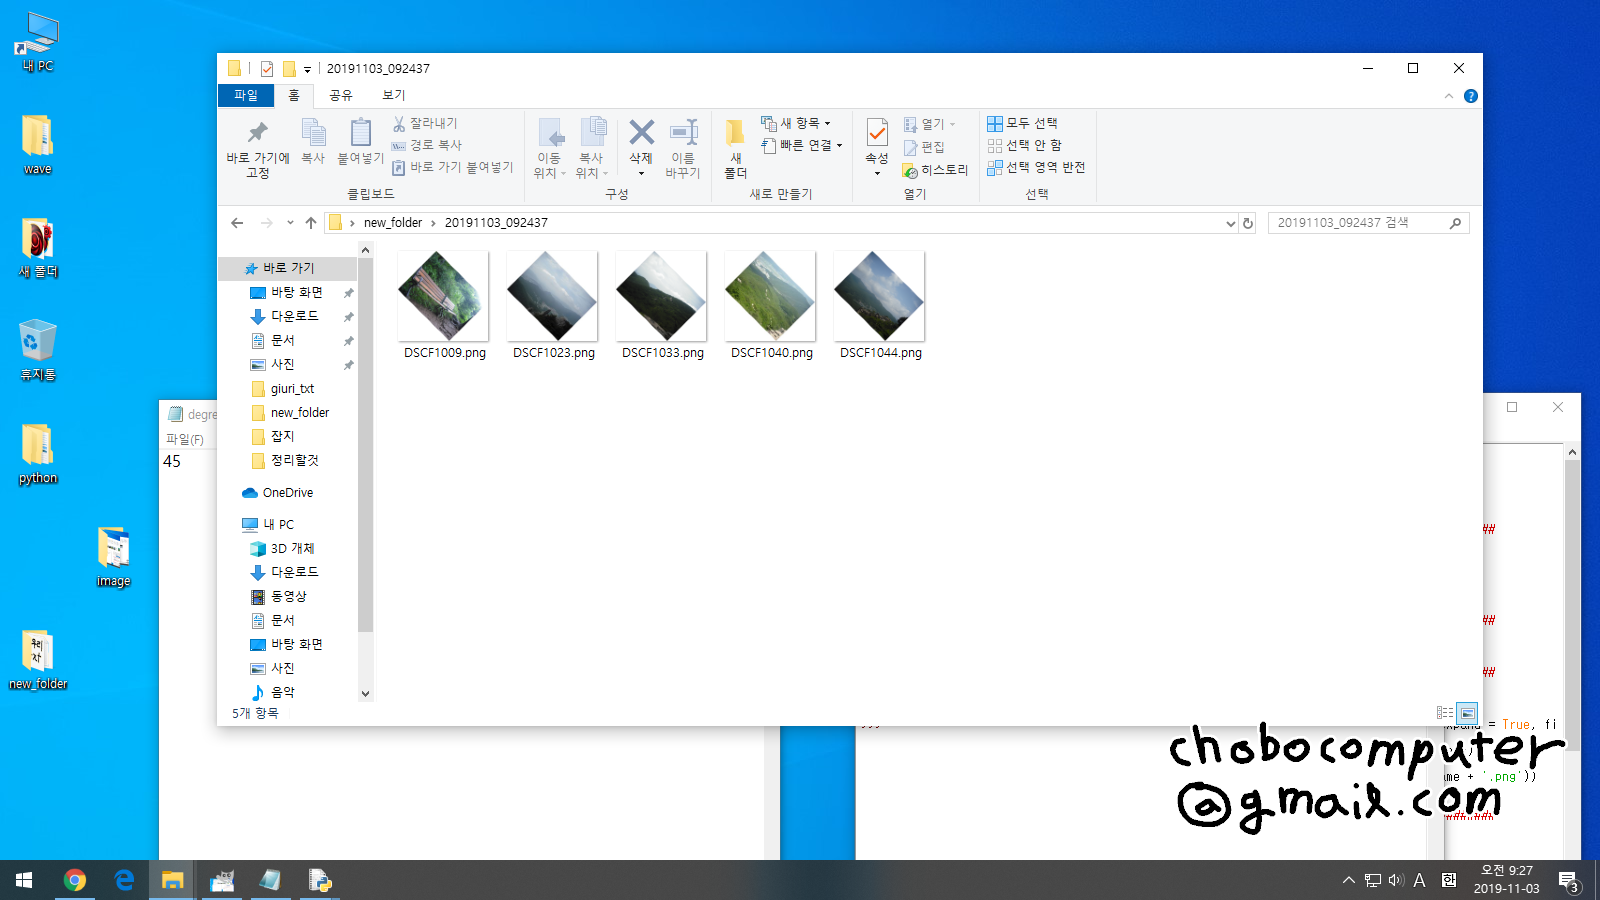 내 PC
wave
새 폴더
휴지통
python
image
new_folder
20191103_092437
파일 홈 공유 보기
바로 가기에 고정
복사
붙여넣기
잘라내기
경로 복사
바로 가기 붙여넣기
클립보드
이동 위치
복사 위치
삭제
이름 바꾸기
구성
새 폴더
새 항목
빠른 연결
새로 만들기
속성
열기
편집
히스토리
열기
모두 선택
선택 안 함
선택 영역 반전
선택
new_folder > 20191103_092437
20191103_092437 검색
바로 가기
바탕 화면
다운로드
문서
사진
giuri_txt
new_folder
잡지
정리할것
OneDrive
내 PC
3D 개체
다운로드
동영상
문서
바탕 화면
사진
음악
DSCF1009.png
DSCF1023.png
DSCF1033.png
DSCF1040.png
DSCF1044.png
5개 항목
degre
파일(F)
45
##
##
##
= True, fi
ame + '.png'))
chobocomputer
@gmail.com
A 한
오전 9:27
2019-11-03
3